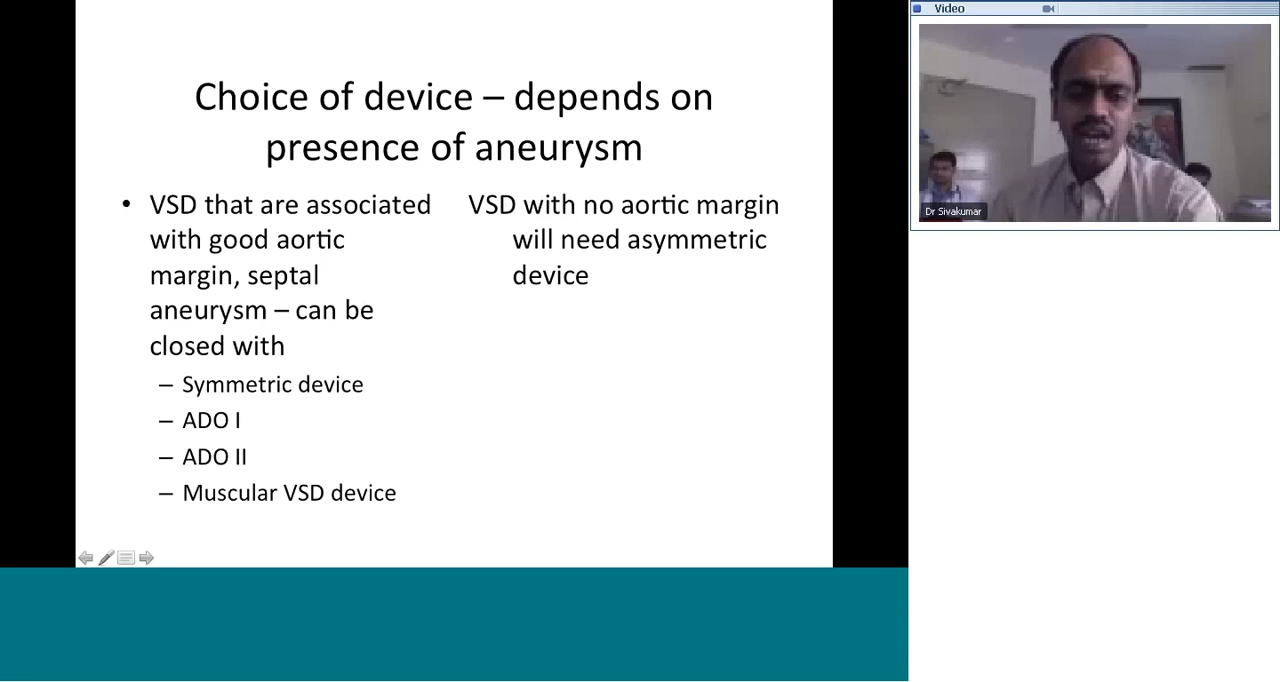 Choice of device – depends on
presence of aneurysm
• VSD that are associated
with good aortic
margin, septal
aneurysm – can be
closed with
– Symmetric device
– ADO I
– ADO II
– Muscular VSD device
VSD with no aortic margin
will need asymmetric
device
Video
Dr Sivakumar